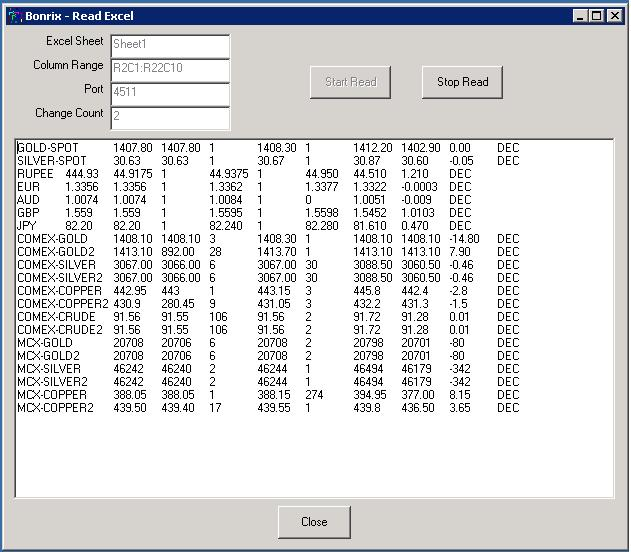 Bonrix - Read Excel
Excel Sheet Sheet1
Column Range R2C1:R22C10
Port 4511
Change Count 2
Start Read Stop Read
GOLD-SPOT 1407.80 1407.80 1 1408.30 1 1412.20 1402.90 0.00 DEC
SILVER-SPOT 30.63 30.63 1 30.67 1 30.87 30.60 -0.05 DEC
RUPEE 444.93 44.9175 1 44.9375 1 44.950 44.510 1.210 DEC
EUR 1.3356 1.3356 1 1.3362 1 1.3377 1.3322 -0.0003 DEC
AUD 1.0074 1.0074 1 1.0084 1 0 1.0051 -0.009 DEC
GBP 1.559 1.559 1 1.5595 1 1.5598 1.5452 1.0103 DEC
JPY 82.20 82.20 1 82.240 1 82.280 81.610 0.470 DEC
COMEX-GOLD 1408.10 1408.10 3 1408.30 1 1408.10 1408.10 -14.80 DEC
COMEX-GOLD2 1413.10 892.00 28 1413.70 1 1413.10 1413.10 7.90 DEC
COMEX-SILVER 3067.00 3066.00 6 3067.00 30 3088.50 3060.50 -0.46 DEC
COMEX-SILVER2 3067.00 3066.00 6 3067.00 30 3088.50 3060.50 -0.46 DEC
COMEX-COPPER 442.95 443 1 443.15 3 445.8 442.4 -2.8 DEC
COMEX-COPPER2 430.9 280.45 9 431.05 3 432.2 431.3 -1.5 DEC
COMEX-CRUDE 91.56 91.55 106 91.56 2 91.72 91.28 0.01 DEC
COMEX-CRUDE2 91.56 91.55 106 91.56 2 91.72 91.28 0.01 DEC
MCX-GOLD 20708 20706 6 20708 2 20798 20701 -80 DEC
MCX-GOLD2 20708 20706 6 20708 2 20798 20701 -80 DEC
MCX-SILVER 46242 46240 2 46244 1 46494 46179 -342 DEC
MCX-SILVER2 46242 46240 2 46244 1 46494 46179 -342 DEC
MCX-COPPER 388.05 388.05 1 388.15 274 394.95 377.00 8.15 DEC
MCX-COPPER2 439.50 439.40 17 439.55 1 439.8 436.50 3.65 DEC
Close